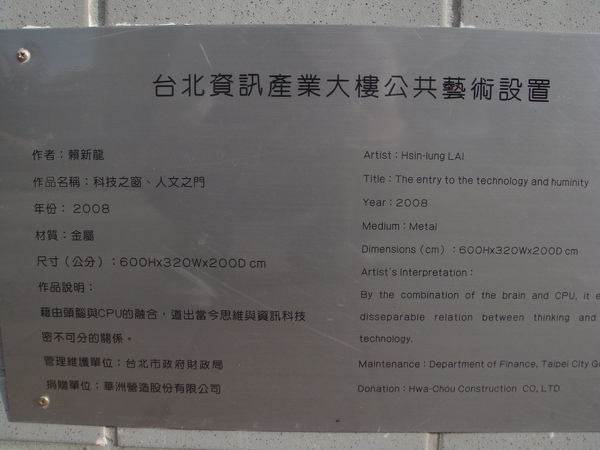 台北資訊產業大樓公共藝術設置
作者：賴新龍
作品名稱：科技之窗、人文之門
年份： 2008
材質：金屬
尺寸（公分）：600Hx320Wx200D cm
作品說明：
藉由頭腦與CPU的融合，道出當今思維與資訊科技
密不可分的關係。
管理維護單位：台北市政府財政局
捐贈單位：華洲營造股份有限公司
Artist：Hsin-lung LAI
Title：The entry to the technology and huminity
Year：2008
Medium：Metal
Dimensions（cm）：600Hx320Wx200D cm
Artist's Interpretation：
By the combination of the brain and CPU, it e
disseparable relation between thinking and
technology.
Maintenance：Department of Finance, Taipei City Go
Donation：Hwa-Chou Construction CO, LTD